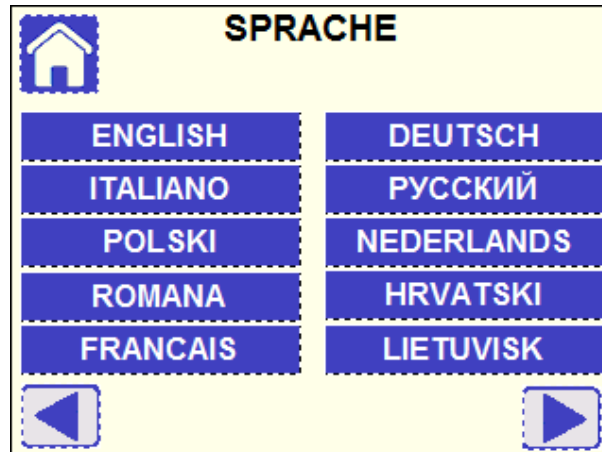 SPRACHE
ENGLISH DEUTSCH
ITALIANO РУССКИЙ
POLSKI NEDERLANDS
ROMANA HRVATSKI
FRANCAIS LIETUVISK